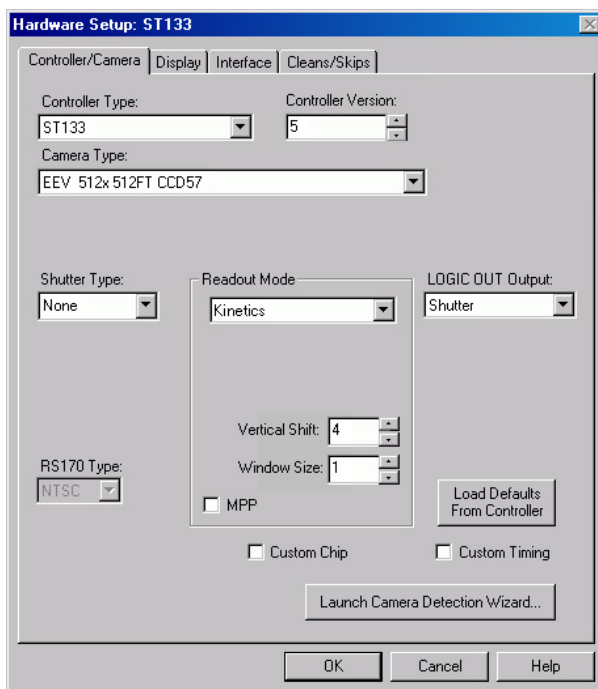 Hardware Setup: ST133
Controller/Camera Display Interface Cleans/Skips
Controller Type: Controller Version:
ST133 5
Camera Type:
EEV 512x 512FT CCD57
Shutter Type: Readout Mode LOGIC OUT Output:
None Kinetics Shutter
Vertical Shift: 4
RS170 Type: Window Size: 1
NTSC MPP Load Defaults
From Controller
Custom Chip Custom Timing
Launch Camera Detection Wizard...
OK Cancel Help